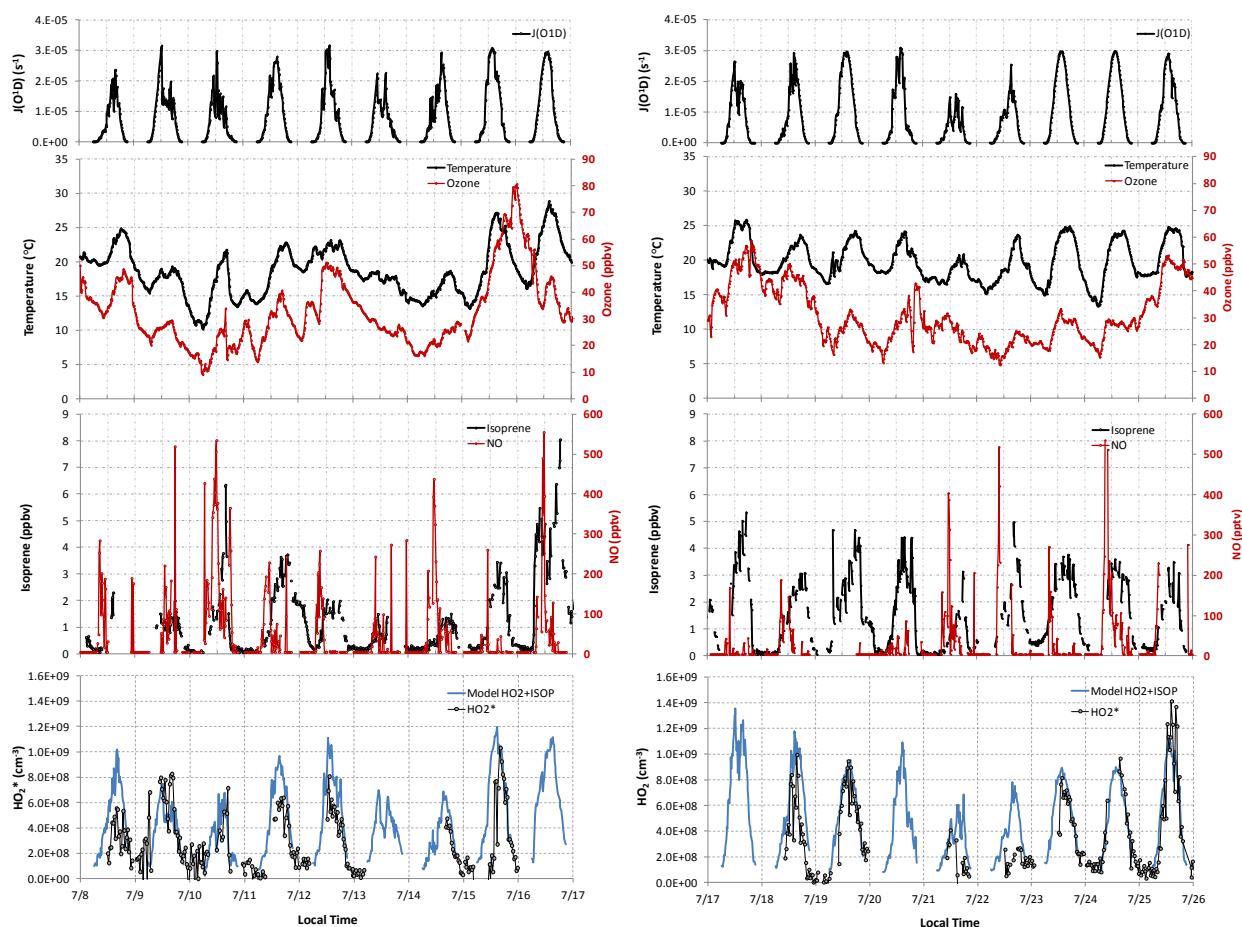 4.E-05
3.E-05
2.E-05
1.E-05
0.E+00
J(O¹D) (s⁻¹)
J(O1D)
35
30
25
20
15
10
5
0
Temperature (°C)
Temperature
Ozone
90
80
70
60
50
40
30
20
10
0
Ozone (ppbv)
9
8
7
6
5
4
3
2
1
0
Isoprene (ppbv)
Isoprene
NO
600
500
400
300
200
100
0
NO (pptv)
1.6E+09
1.4E+09
1.2E+09
1.0E+09
8.0E+08
6.0E+08
4.0E+08
2.0E+08
0.0E+00
HO₂* (cm⁻³)
Model HO2+ISOP
HO2*
7/8 7/9 7/10 7/11 7/12 7/13 7/14 7/15 7/16 7/17
Local Time
4.E-05
3.E-05
2.E-05
1.E-05
0.E+00
J(O¹D) (s⁻¹)
J(O1D)
35
30
25
20
15
10
5
0
Temperature (°C)
Temperature
Ozone
90
80
70
60
50
40
30
20
10
0
Ozone (ppbv)
9
8
7
6
5
4
3
2
1
0
Isoprene (ppbv)
Isoprene
NO
600
500
400
300
200
100
0
NO (pptv)
1.6E+09
1.4E+09
1.2E+09
1.0E+09
8.0E+08
6.0E+08
4.0E+08
2.0E+08
0.0E+00
HO₂ (cm⁻³)
Model HO2+ISOP
HO2*
7/17 7/18 7/19 7/20 7/21 7/22 7/23 7/24 7/25 7/26
Local Time